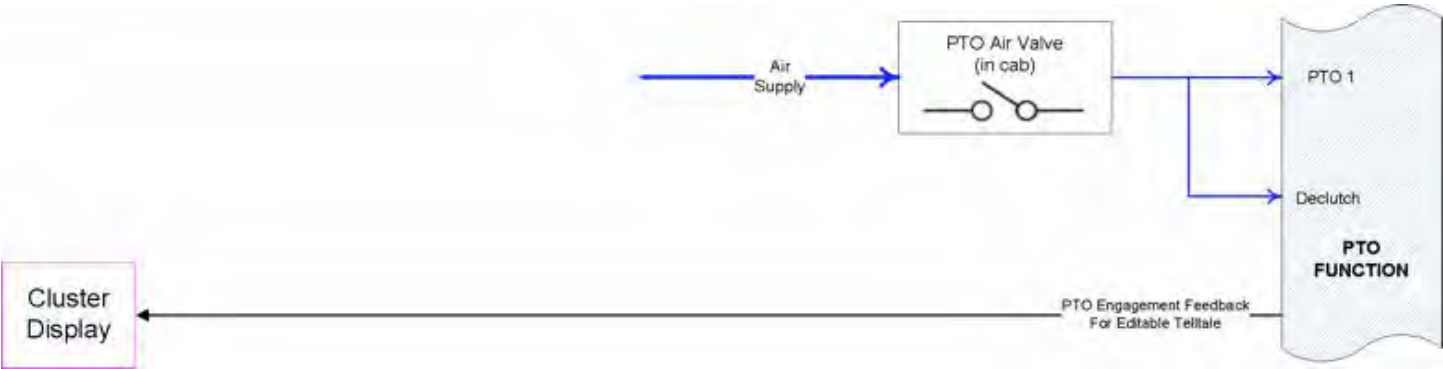 PTO Air Valve
(in cab)
Air
Supply
PTO 1
Declutch
PTO
FUNCTION
Cluster
Display
PTO Engagement Feedback
For Editable Telltale